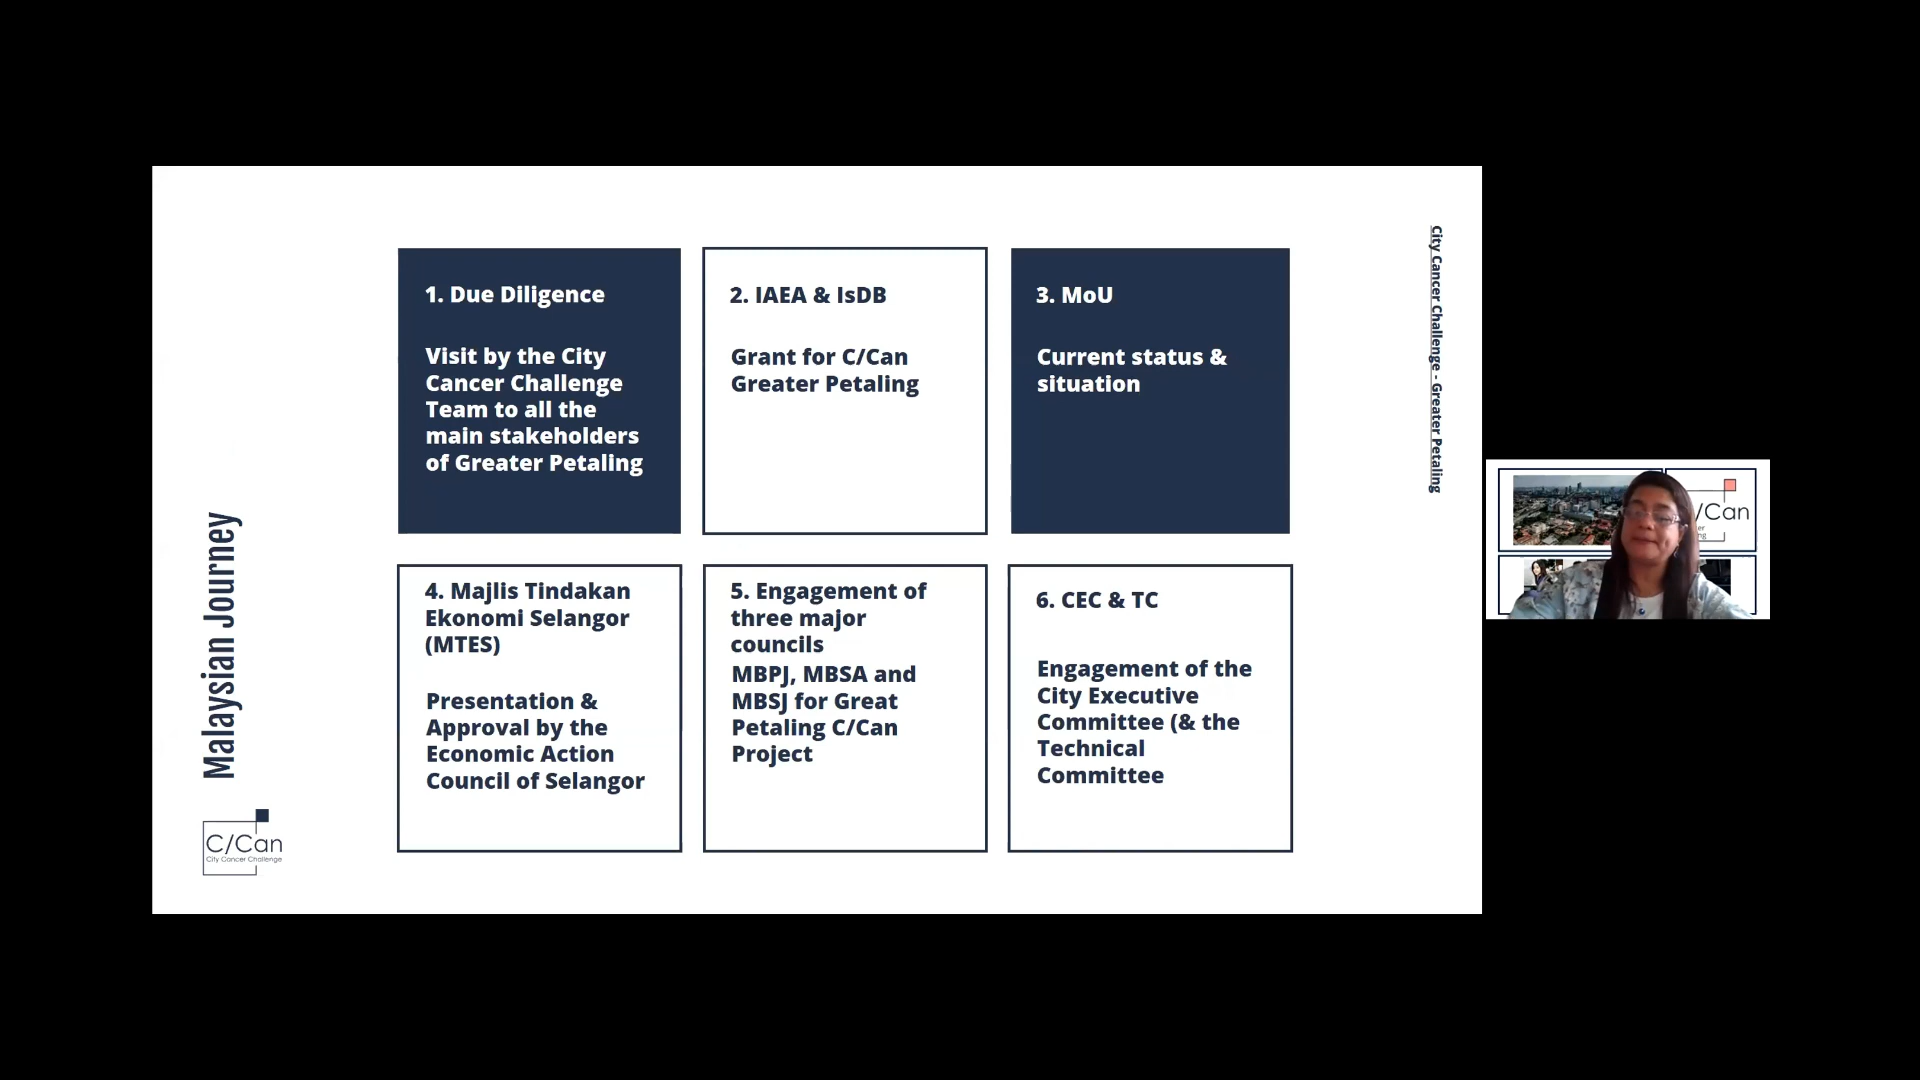 1. Due Diligence
Visit by the City
Cancer Challenge
Team to all the
main stakeholders
of Greater Petaling
2. IAEA & IsDB
Grant for C/Can
Greater Petaling
3. MoU
Current status &
situation
4. Majlis Tindakan
Ekonomi Selangor
(MTES)
Presentation &
Approval by the
Economic Action
Council of Selangor
5. Engagement of
three major
councils
MBPJ, MBSA and
MBSJ for Great
Petaling C/Can
Project
6. CEC & TC
Engagement of the
City Executive
Committee (& the
Technical
Committee
Malaysian Journey
C/Can
City Cancer Challenge
City Cancer Challenge - Greater Petaling
/Can